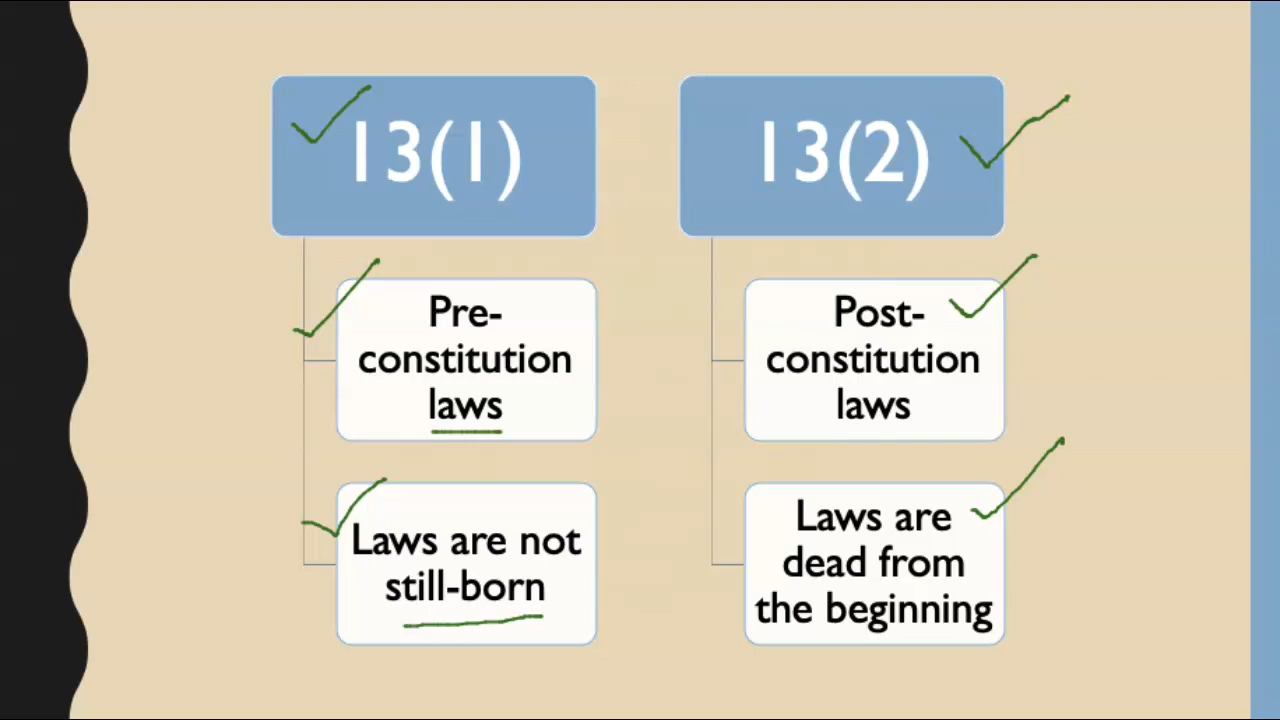 13(1)
Pre-
constitution
laws
Laws are not
still-born
13(2)
Post-
constitution
laws
Laws are
dead from
the beginning